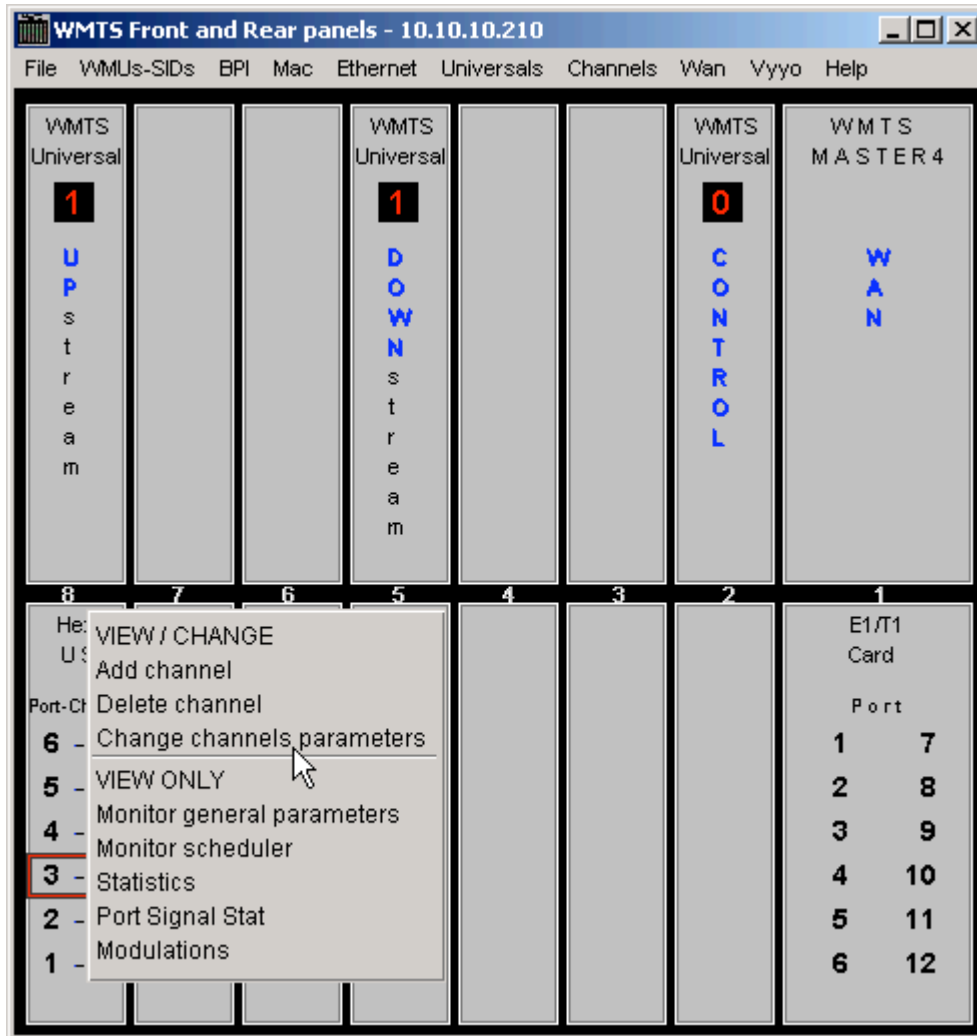 WMTS Front and Rear panels - 10.10.10.210
File WMUs-SIDs BPI Mac Ethernet Universals Channels Wan Vyyo Help
WMTS Universal
1
UPstream
WMTS Universal
1
DOWNstream
WMTS Universal
0
CONTROL
WMTS
MASTER4
WAN
8 7 6 5 4 3 2 1
U S
6 -
5 -
4 -
3 -
2 -
1 -
VIEW / CHANGE
Add channel
Delete channel
Change channels parameters
VIEW ONLY
Monitor general parameters
Monitor scheduler
Statistics
Port Signal Stat
Modulations
E1/T1
Card
Port
1 7
2 8
3 9
4 10
5 11
6 12